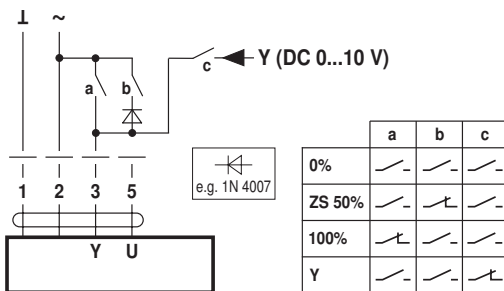 ⊥ ~
a b c Y (DC 0...10 V)
1 2 3 5
Y U
e.g. 1N 4007
a b c
0%
ZS 50%
100%
Y